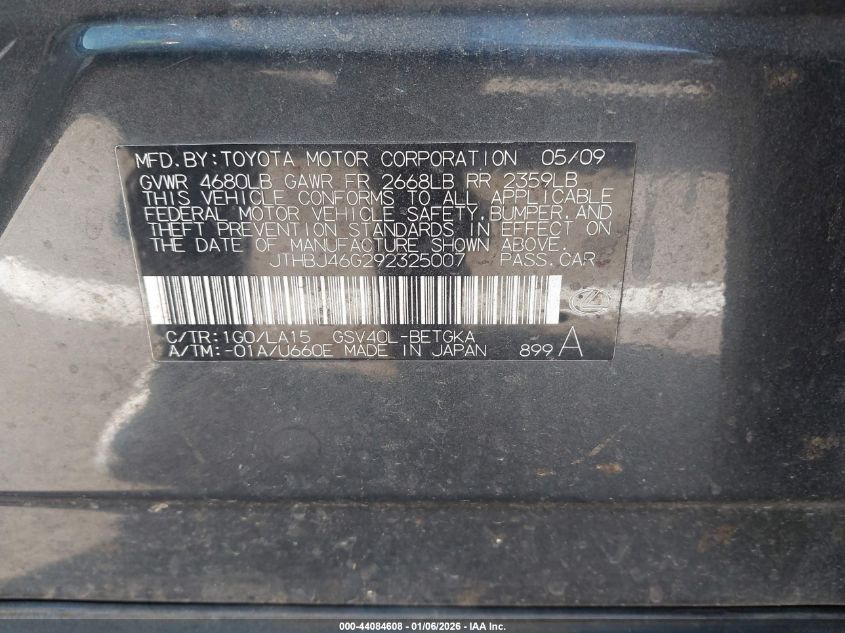 MFD. BY: TOYOTA MOTOR CORPORATION 05/09
GVWR 4680LB GAWR FR 2668LB RR 2359LB
THIS VEHICLE CONFORMS TO ALL APPLICABLE
FEDERAL MOTOR VEHICLE SAFETY, BUMPER, AND
THEFT PREVENTION STANDARDS IN EFFECT ON
THE DATE OF MANUFACTURE SHOWN ABOVE.
JTHBJ46G292325007 PASS. CAR
C/TR: 1G0/LA15 GSV40L-BETGKA
A/TM: -01A/U660E MADE IN JAPAN 899 A
000-44084608 - 01/06/2026 - IAA Inc.